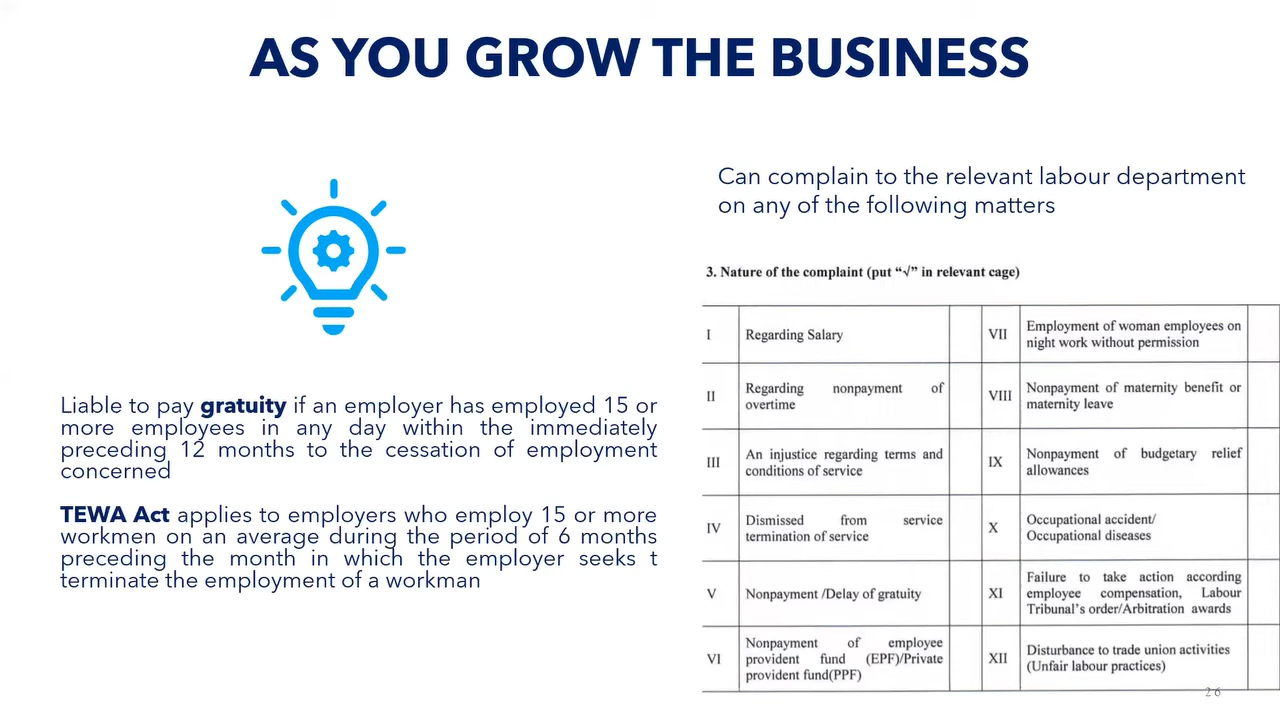 AS YOU GROW THE BUSINESS
Liable to pay gratuity if an employer has employed 15 or
more employees in any day within the immediately
preceding 12 months to the cessation of employment
concerned
TEWA Act applies to employers who employ 15 or more
workmen on an average during the period of 6 months
preceding the month in which the employer seeks t
terminate the employment of a workman
Can complain to the relevant labour department
on any of the following matters
3. Nature of the complaint (put “√” in relevant cage)
I
Regarding Salary
VII
Employment of woman employees on
night work without permission
II
Regarding nonpayment of
overtime
VIII
Nonpayment of maternity benefit or
maternity leave
III
An injustice regarding terms and
conditions of service
IX
Nonpayment of budgetary relief
allowances
IV
Dismissed from service
termination of service
X
Occupational accident/
Occupational diseases
V
Nonpayment /Delay of gratuity
XI
Failure to take action according
employee compensation, Labour
Tribunal's order/Arbitration awards
VI
Nonpayment of employee
provident fund (EPF)/Private
provident fund(PPF)
XII
Disturbance to trade union activities
(Unfair labour practices)
26